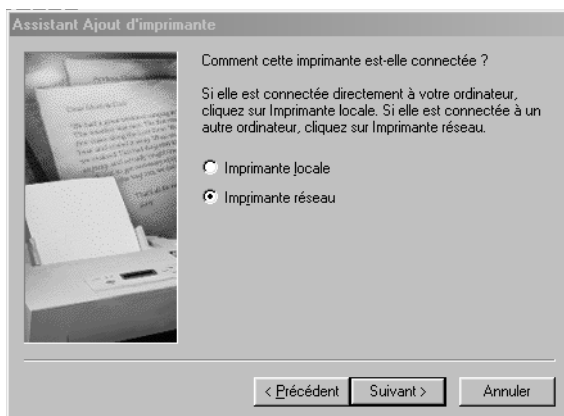 Assistant Ajout d'imprimante
Comment cette imprimante est-elle connectée ?
Si elle est connectée directement à votre ordinateur,
cliquez sur Imprimante locale. Si elle est connectée à un
autre ordinateur, cliquez sur Imprimante réseau.
Imprimante locale
Imprimante réseau
< Précédent
Suivant >
Annuler